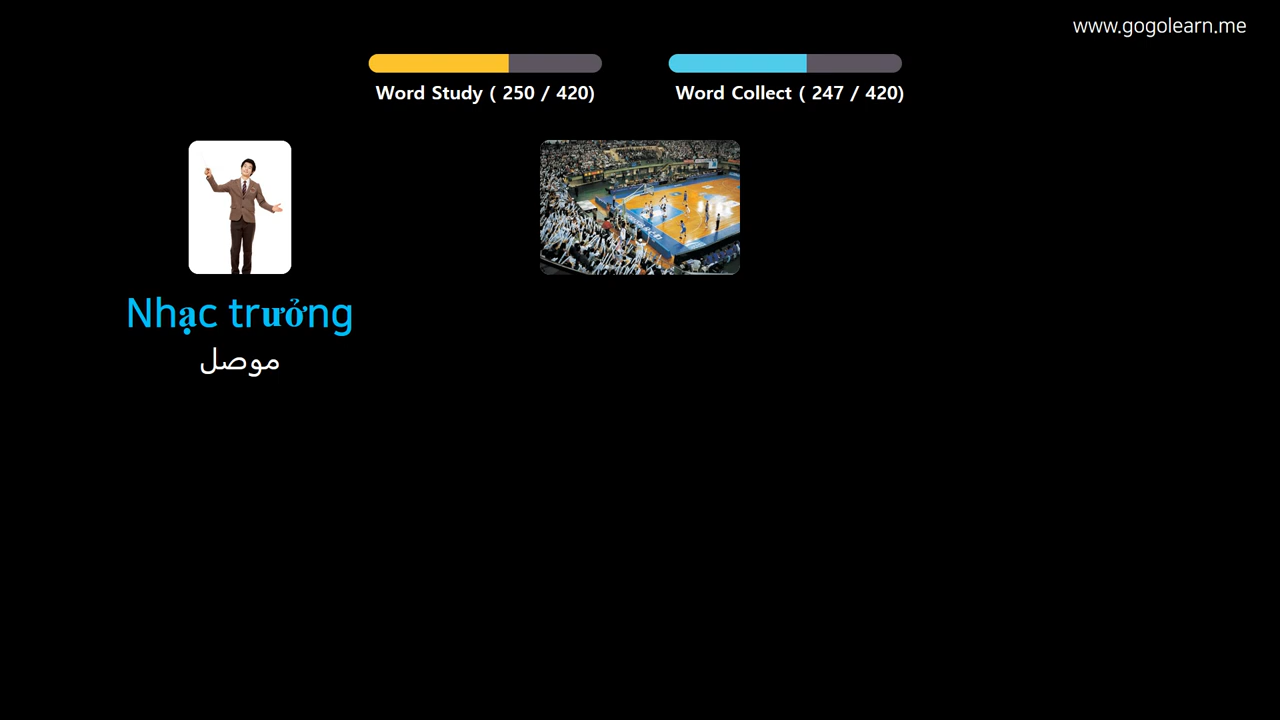 www.gogolearn.me
Word Study ( 250 / 420)
Word Collect ( 247 / 420)
Nhạc trưởng
موصل